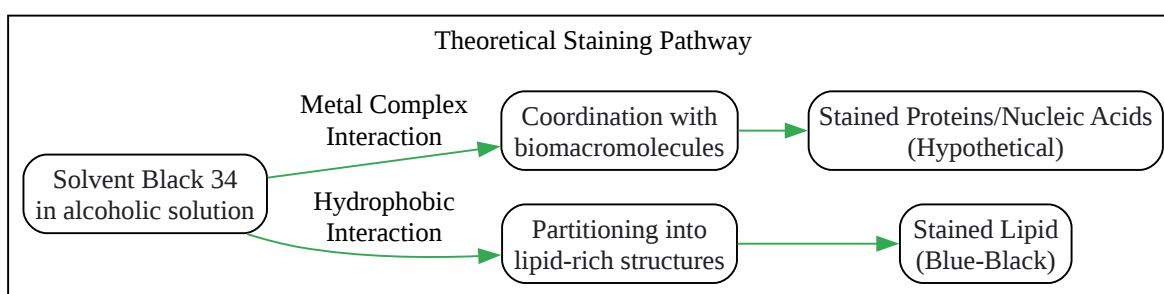 Theoretical Staining Pathway
Solvent Black 34
in alcoholic solution
Metal Complex
Interaction
Coordination with
biomacromolecules
Stained Proteins/Nucleic Acids
(Hypothetical)
Hydrophobic
Interaction
Partitioning into
lipid-rich structures
Stained Lipid
(Blue-Black)